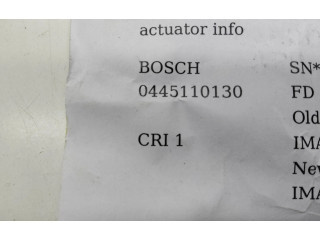 actuator info
BOSCH SN*
0445110130 FD
Old
CRI 1 IMA
New
IMA